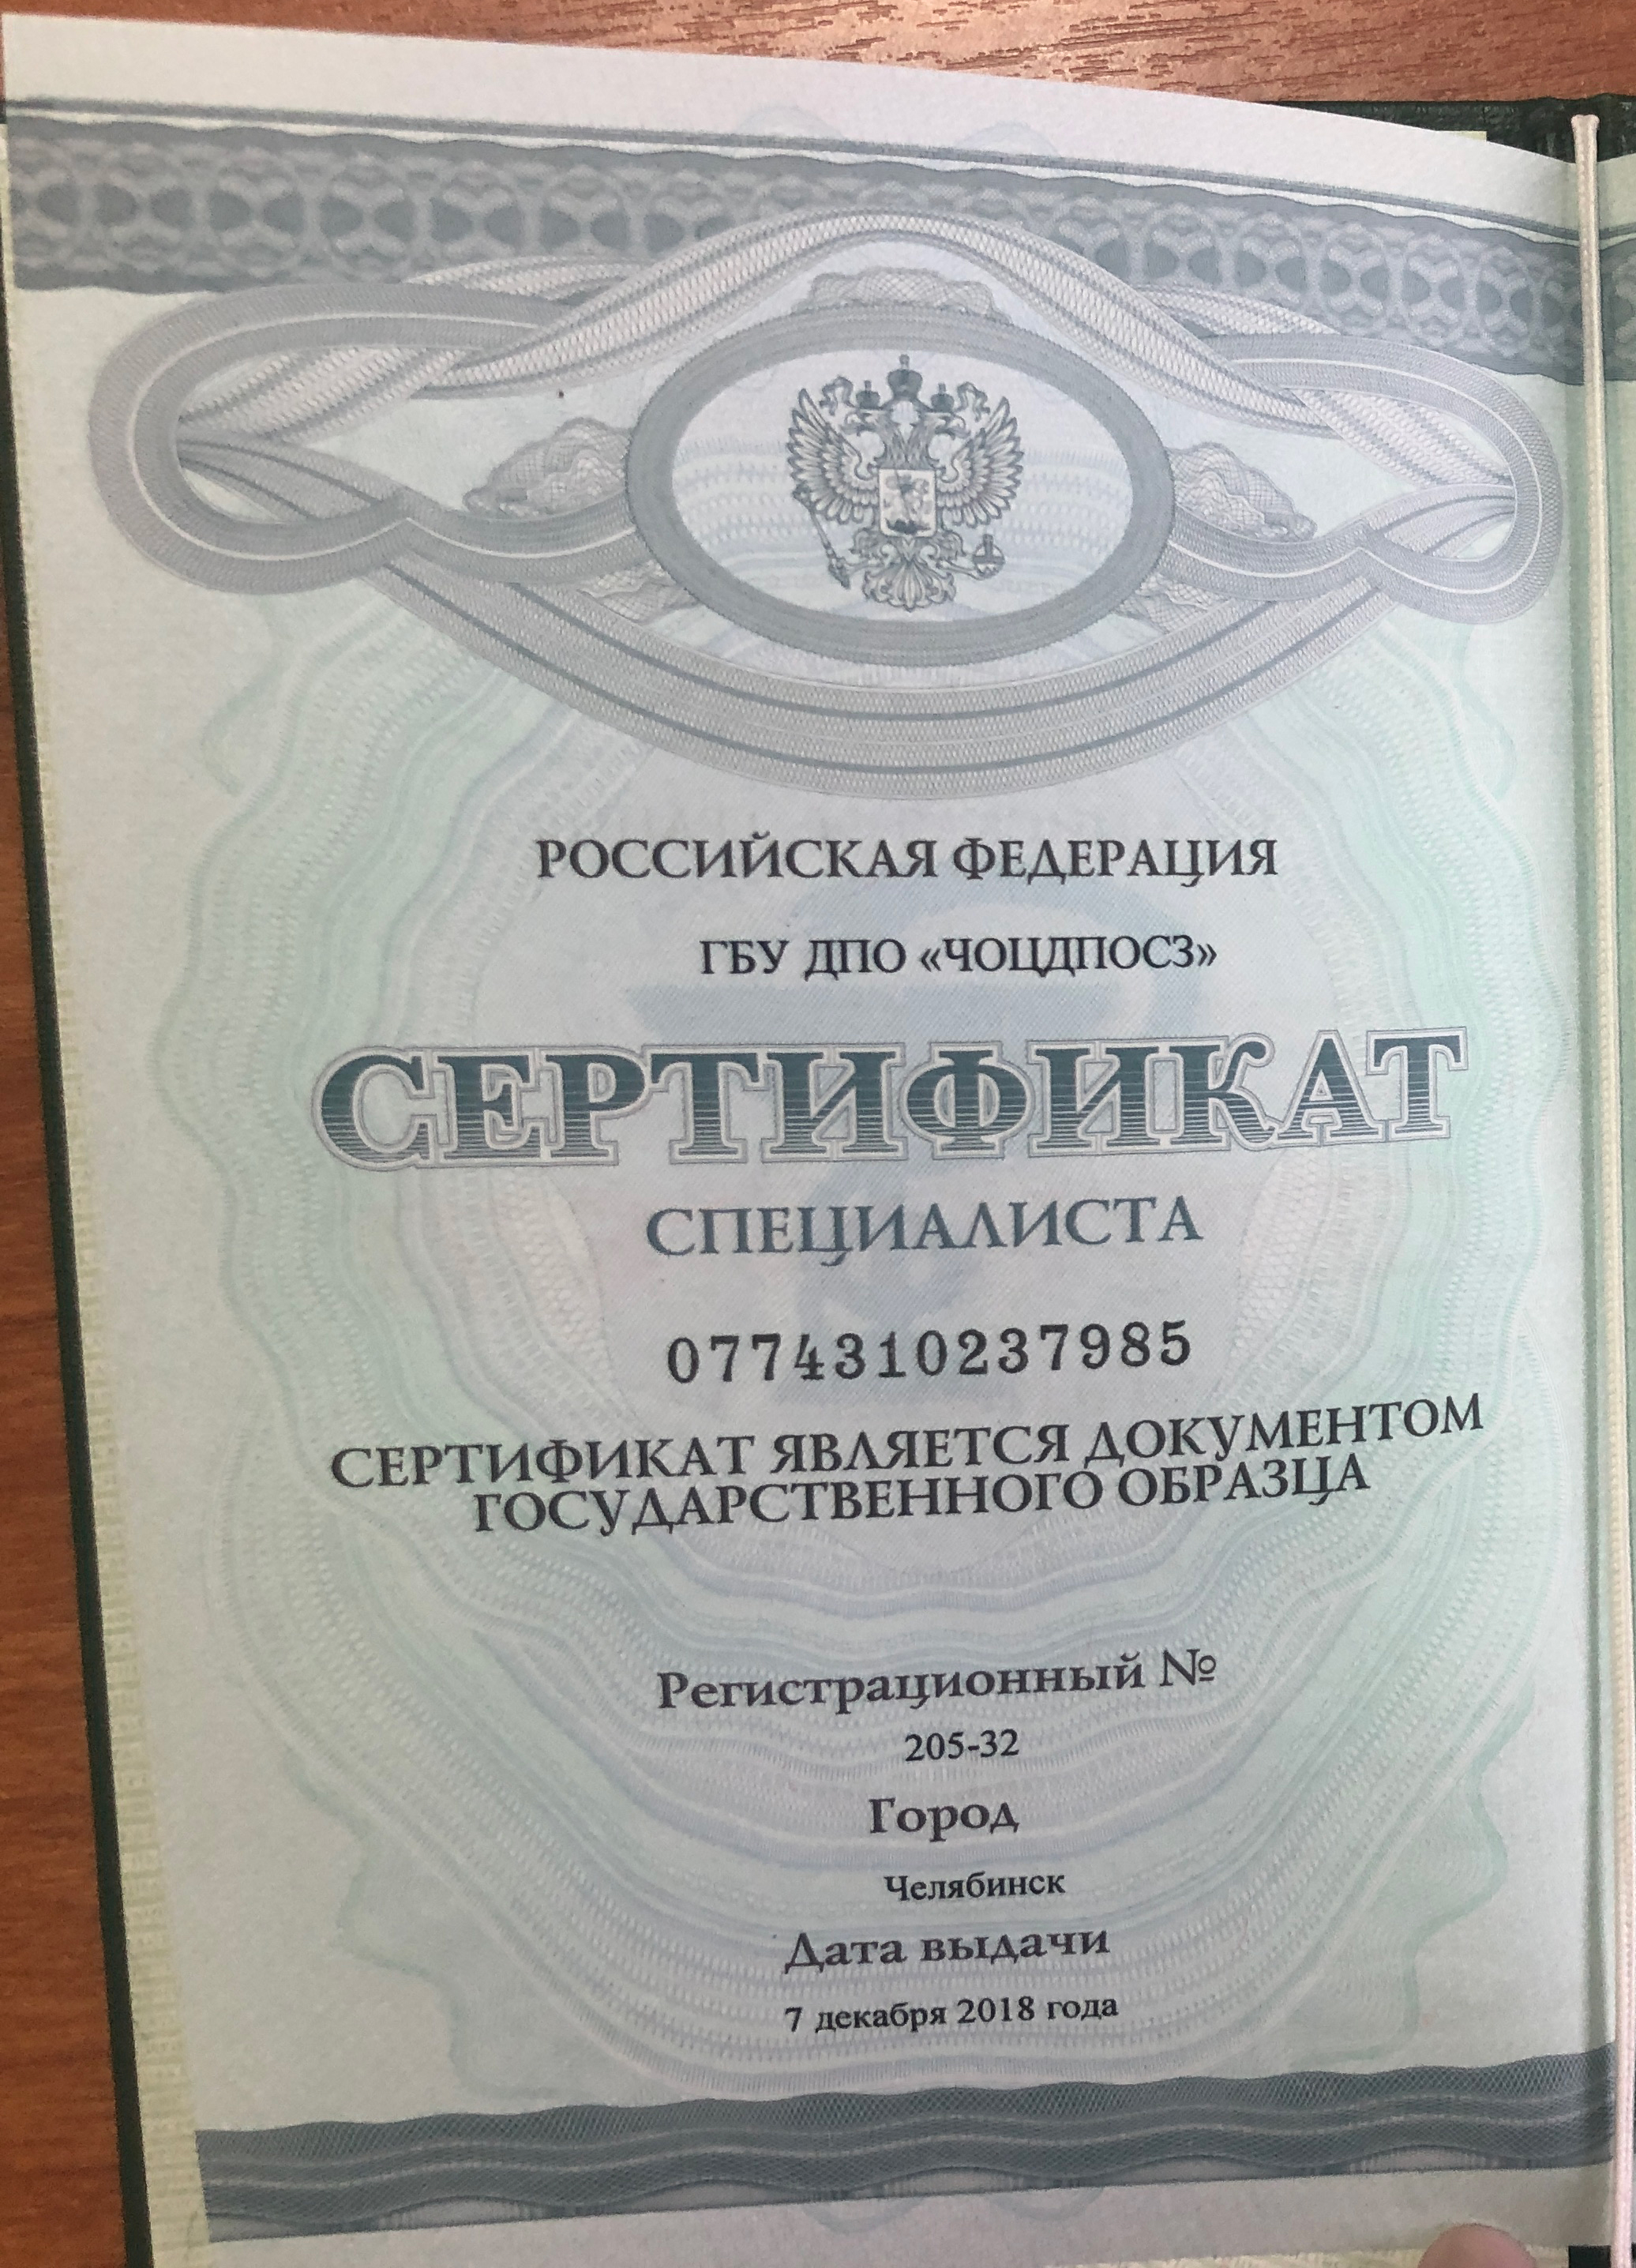 РОССИЙСКАЯ ФЕДЕРАЦИЯ
ГБУ ДПО «ЧОЦДПОСЗ»
СЕРТИФИКАТ
СПЕЦИАЛИСТА
0774310237985
СЕРТИФИКАТ ЯВЛЯЕТСЯ ДОКУМЕНТОМ
ГОСУДАРСТВЕННОГО ОБРАЗЦА
Регистрационный №
205-32
Город
Челябинск
Дата выдачи
7 декабря 2018 года